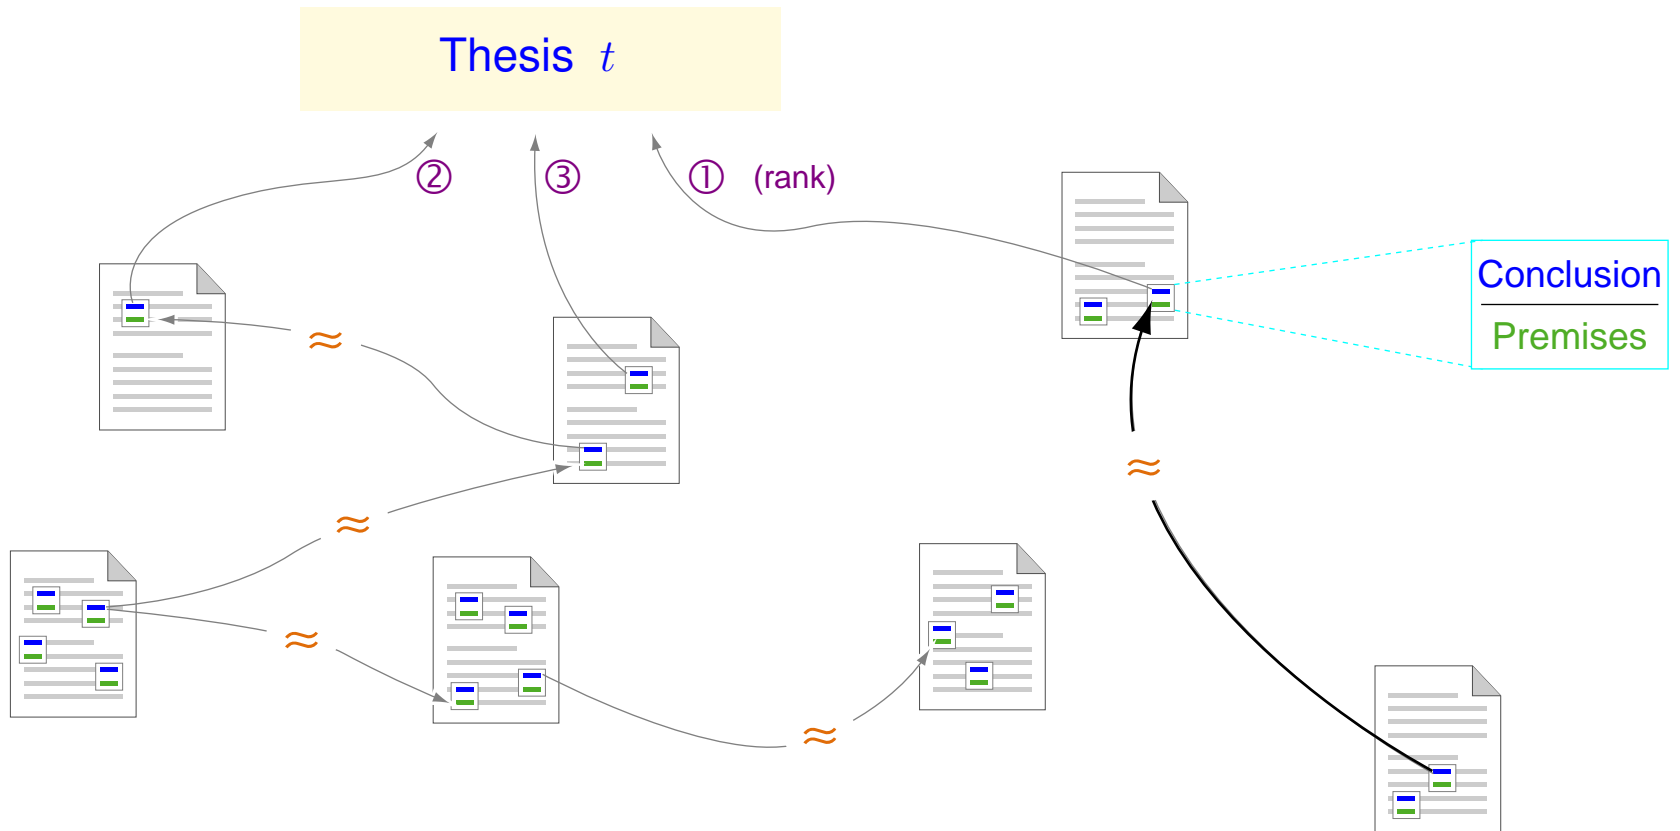 Thesis t
② ③ ① (rank)
Conclusion
Premises
≈
≈
≈
≈
≈